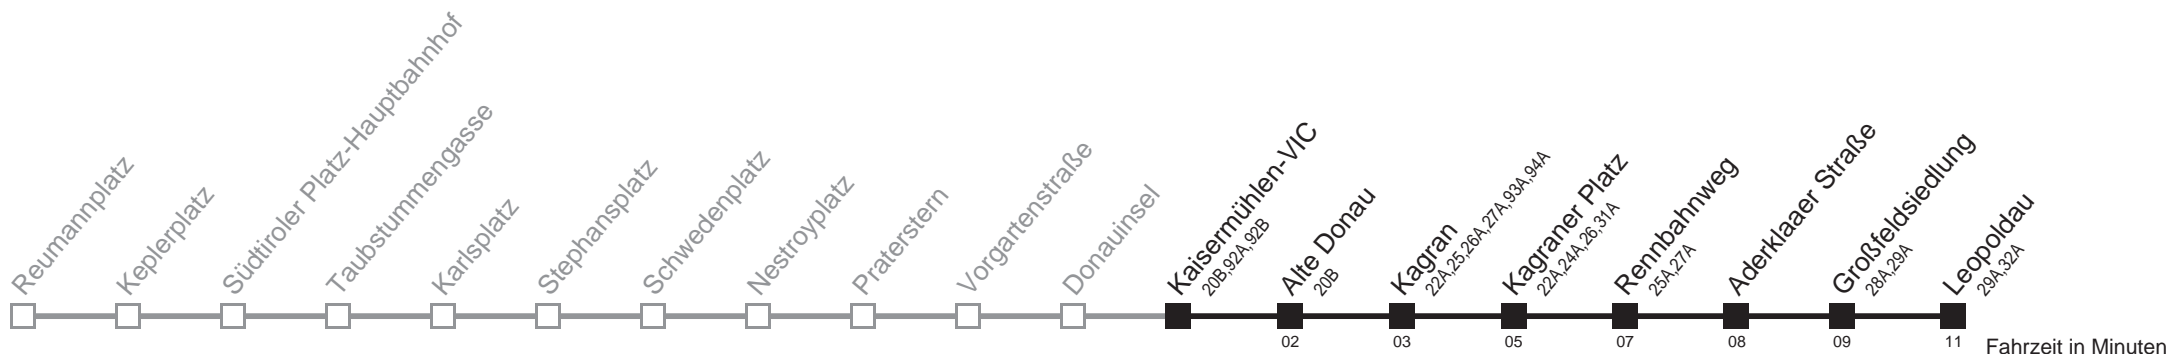 Reumannplatz
Keplerplatz
Südtiroler Platz-Hauptbahnhof
Taubstummengasse
Karlsplatz
Stephansplatz
Schwedenplatz
Nestroyplatz
Praterstern
Vorgartenstraße
Donauinsel
Kaisermühlen-VIC
20B,92A,92B
Alte Donau
20B
Kagran
22A,25,26A,27A,93A,94A
Kagraner Platz
22A,24A,26,31A
Rennbahnweg
25A,27A
Aderklaaer Straße
Großfeldsiedlung
28A,29A
Leopoldau
29A,32A
02 03 05 07 08 09 11 Fahrzeit in Minuten